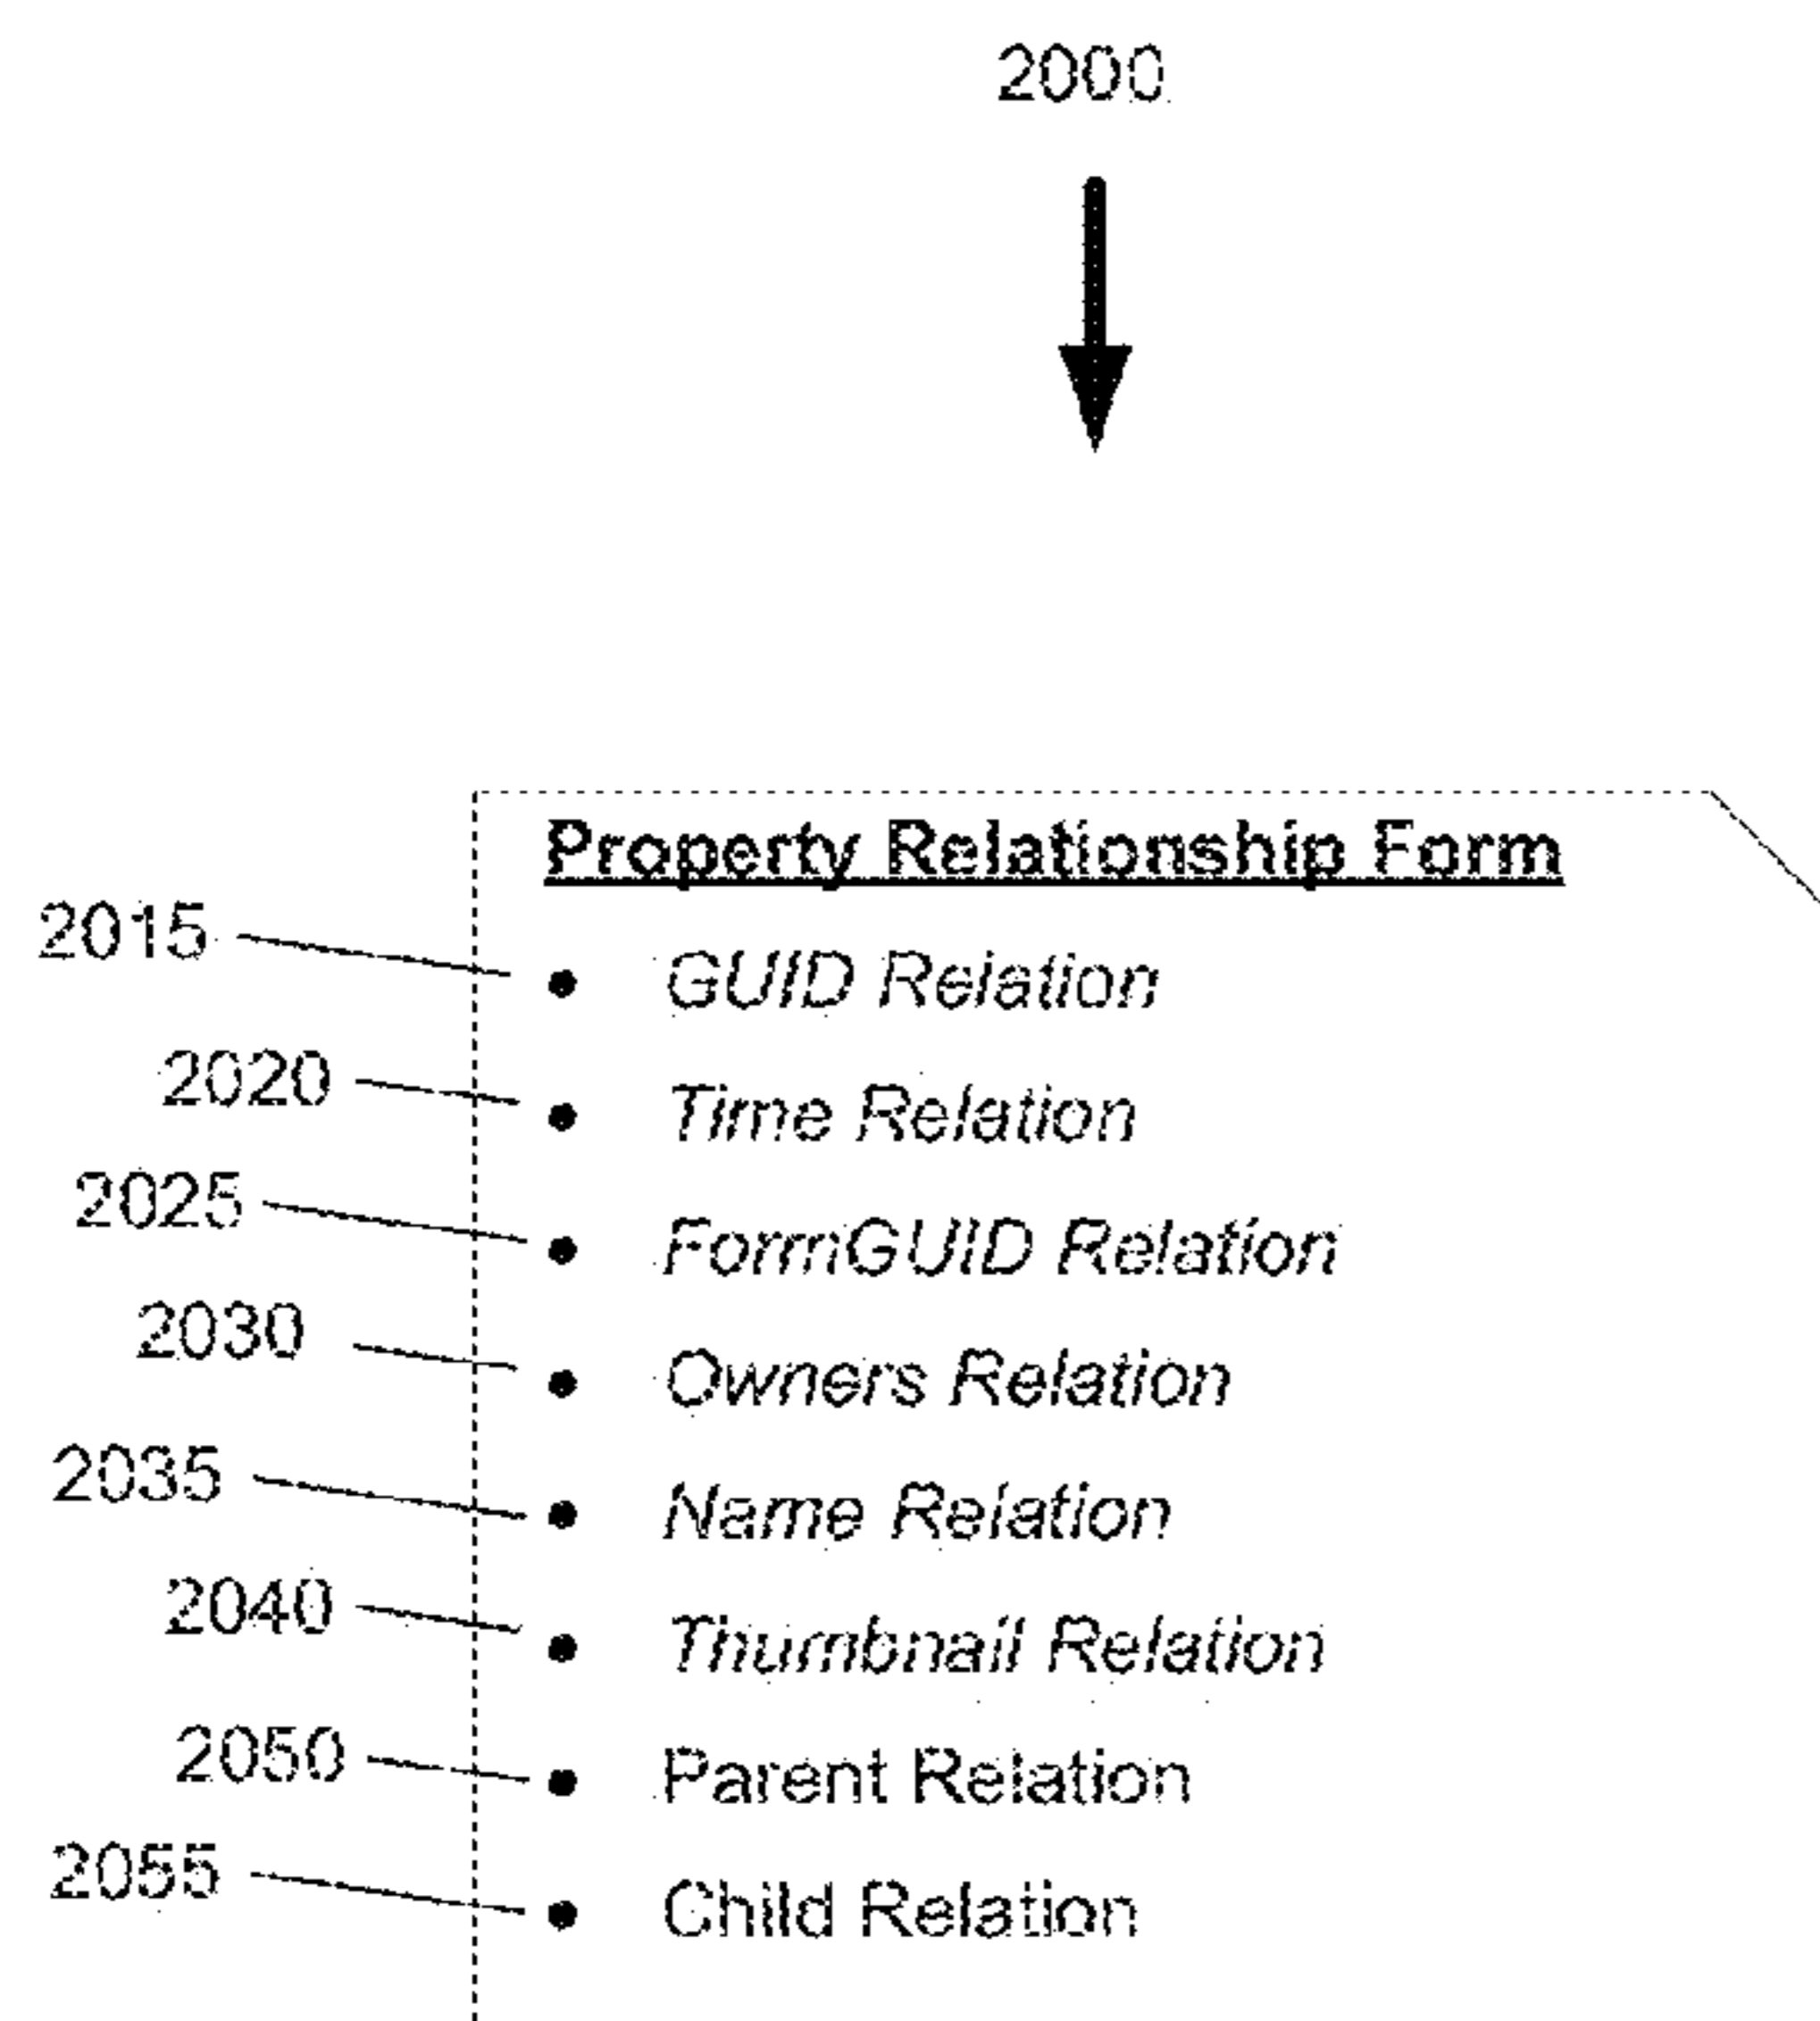 2000
Property Relationship Form
2015 • GUID Relation
2020 • Time Relation
2025 • FormGUID Relation
2030 • Owners Relation
2035 • Name Relation
2040 • Thumbnail Relation
2050 • Parent Relation
2055 • Child Relation